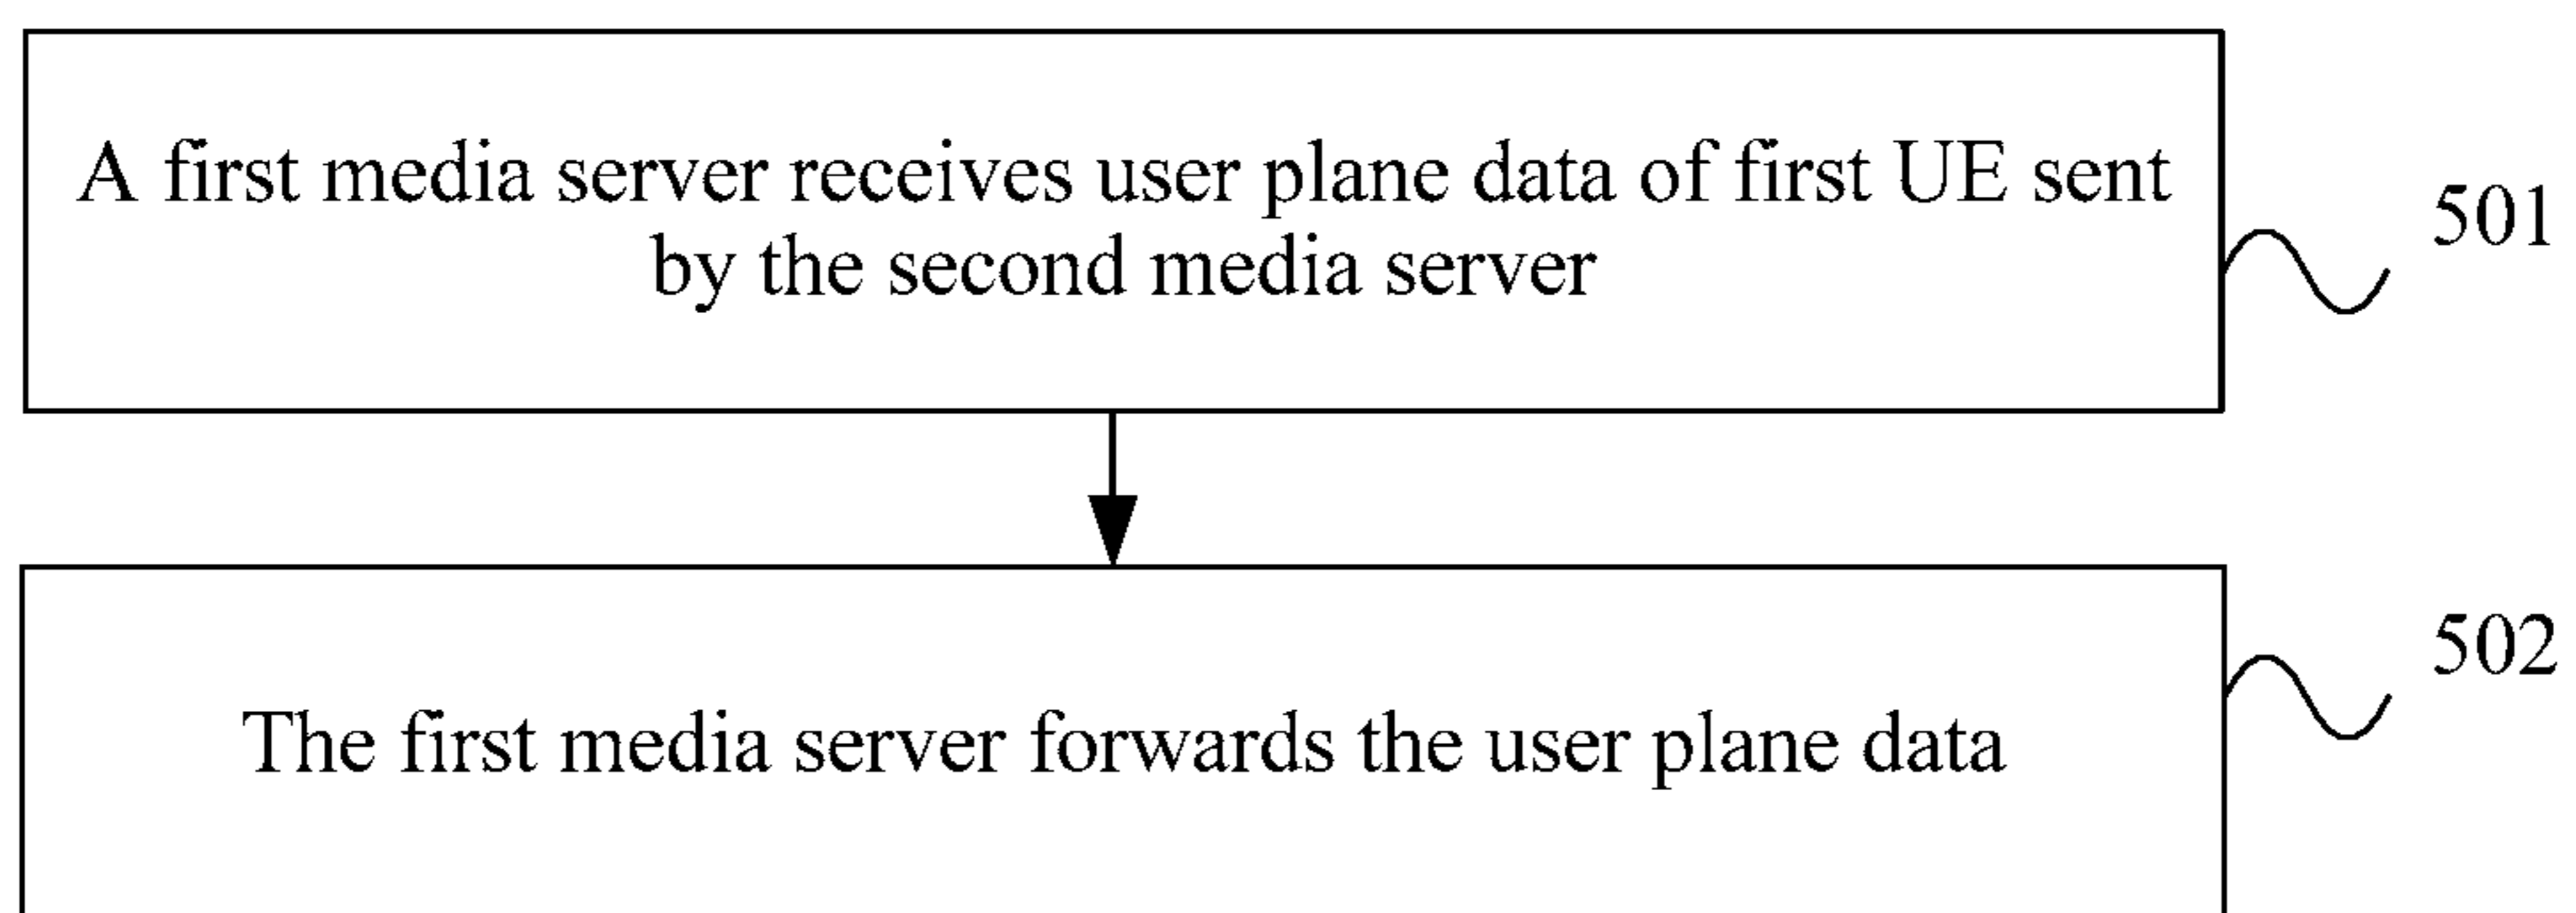 A first media server receives user plane data of first UE sent
by the second media server
501
The first media server forwards the user plane data
502